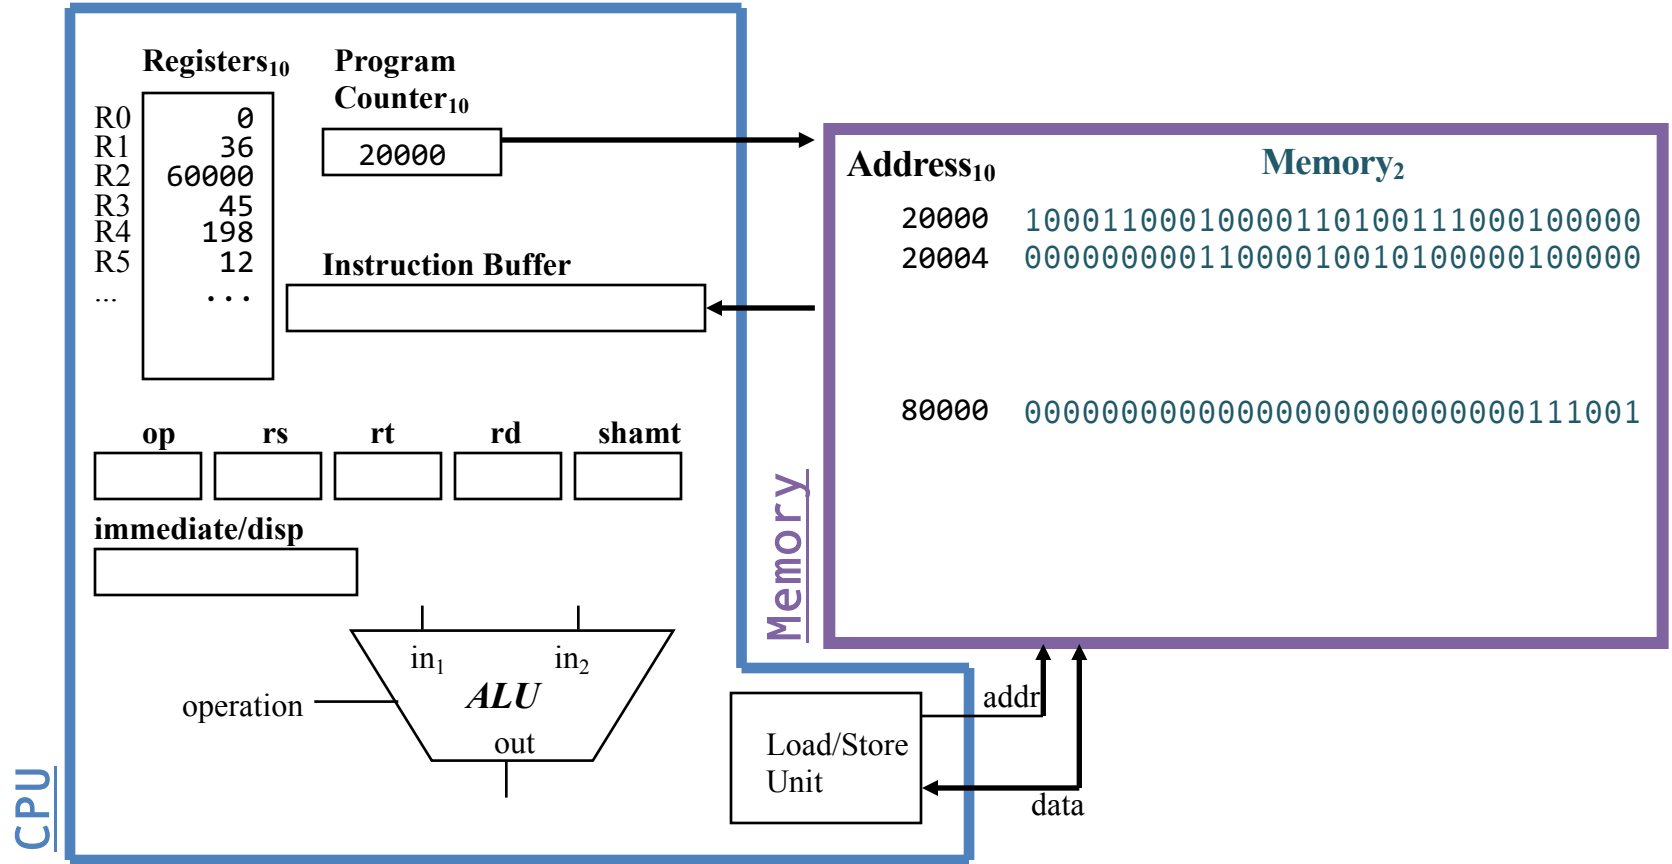 Registers₁₀
Program
Counter₁₀
R0 0
R1 36
R2 60000
R3 45
R4 198
R5 12
... ...
20000
Instruction Buffer
op rs rt rd shamt
immediate/disp
in₁ in₂
ALU
operation
out
CPU
Load/Store
Unit
addr
data
Memory
Address₁₀ Memory₂
20000 10001100010000110100111000100000
20004 00000000011000010010100000100000
80000 00000000000000000000000000111001